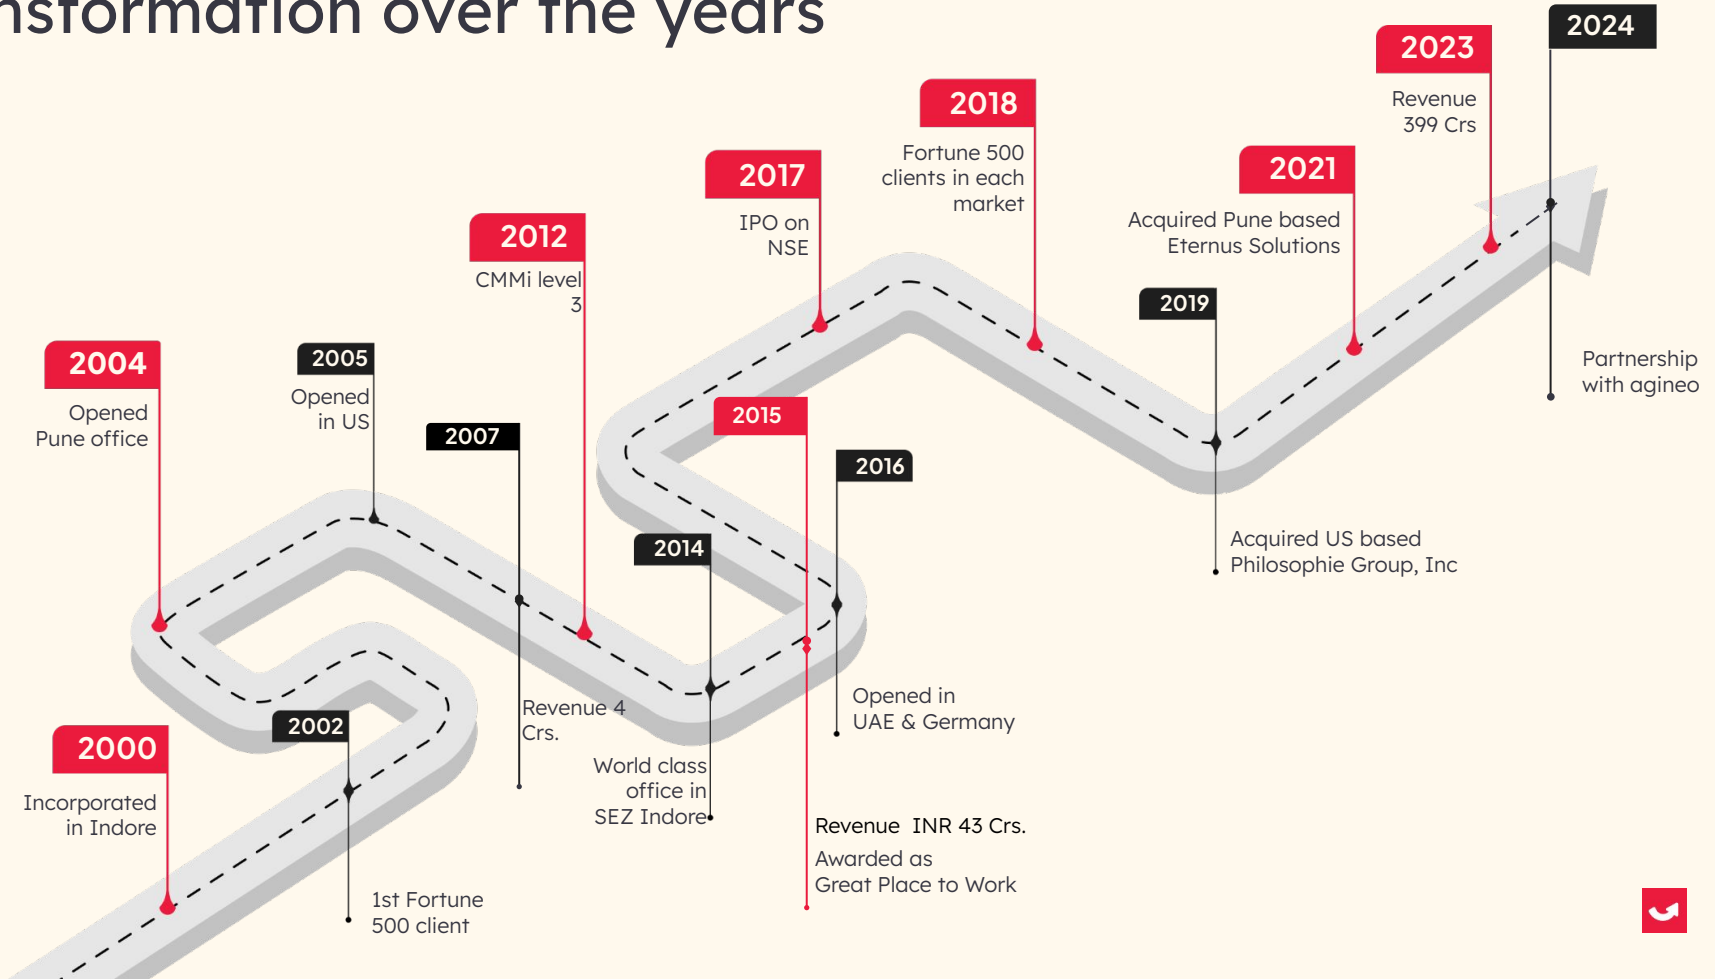 nsformation over the years
2024
2023
Revenue
399 Crs
2018
Fortune 500
clients in each
market
2017
IPO on
NSE
2021
Acquired Pune based
Eternus Solutions
2012
CMMi level
3
2019
2004
Opened
Pune office
2005
Opened
in US
Partnership
with agineo
2015
2007
2016
2014
Acquired US based
Philosophie Group, Inc
Revenue 4
Crs.
Opened in
UAE & Germany
2002
2000
Incorporated
in Indore
World class
office in
SEZ Indore
Revenue  INR 43 Crs.
Awarded as
Great Place to Work
1st Fortune
500 client